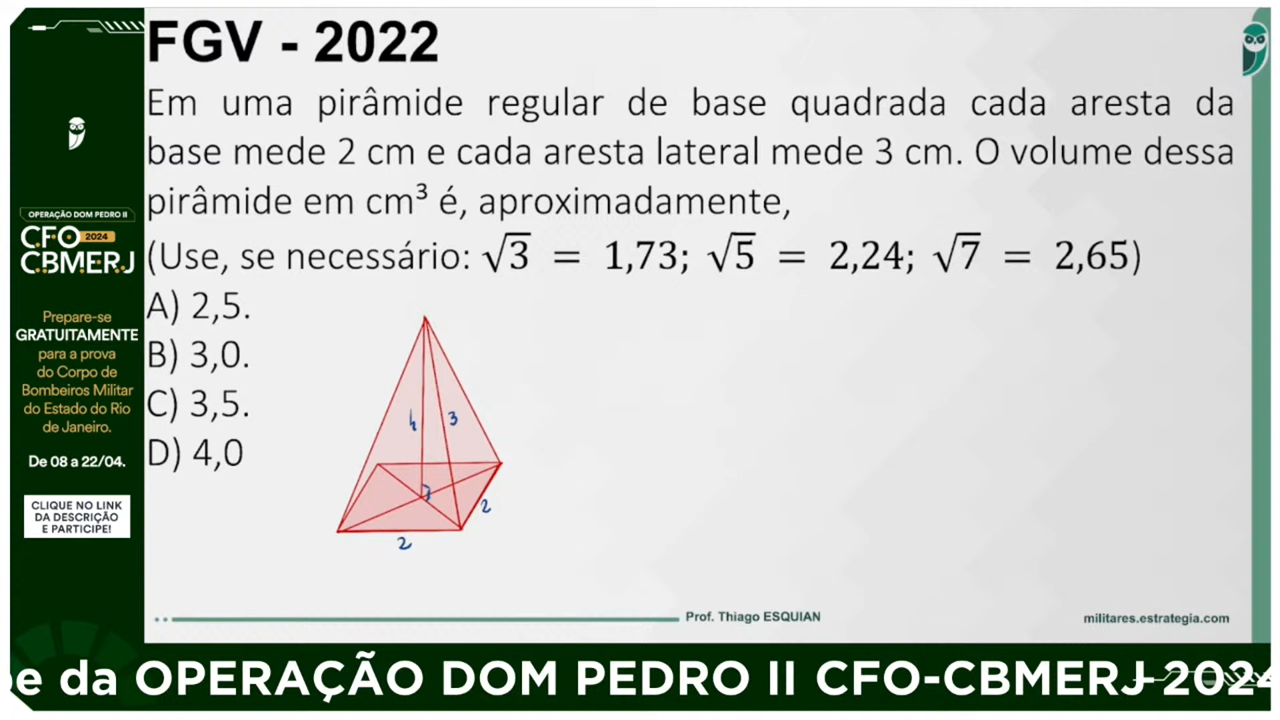 FGV - 2022
Em uma pirâmide regular de base quadrada cada aresta da
base mede 2 cm e cada aresta lateral mede 3 cm. O volume dessa
pirâmide em cm³ é, aproximadamente,
(Use, se necessário: √3 = 1,73; √5 = 2,24; √7 = 2,65)
A) 2,5.
B) 3,0.
C) 3,5.
D) 4,0
h
3
2
2
OPERAÇÃO DOM PEDRO II
CFO 2024
CBMERJ
Prepare-se
GRATUITAMENTE
para a prova
do Corpo de
Bombeiros Militar
do Estado do Rio
de Janeiro.
De 08 a 22/04.
CLIQUE NO LINK
DA DESCRIÇÃO
E PARTICIPE!
Prof. Thiago ESQUIAN
militares.estrategia.com
pe da OPERAÇÃO DOM PEDRO II CFO-CBMERJ-2024